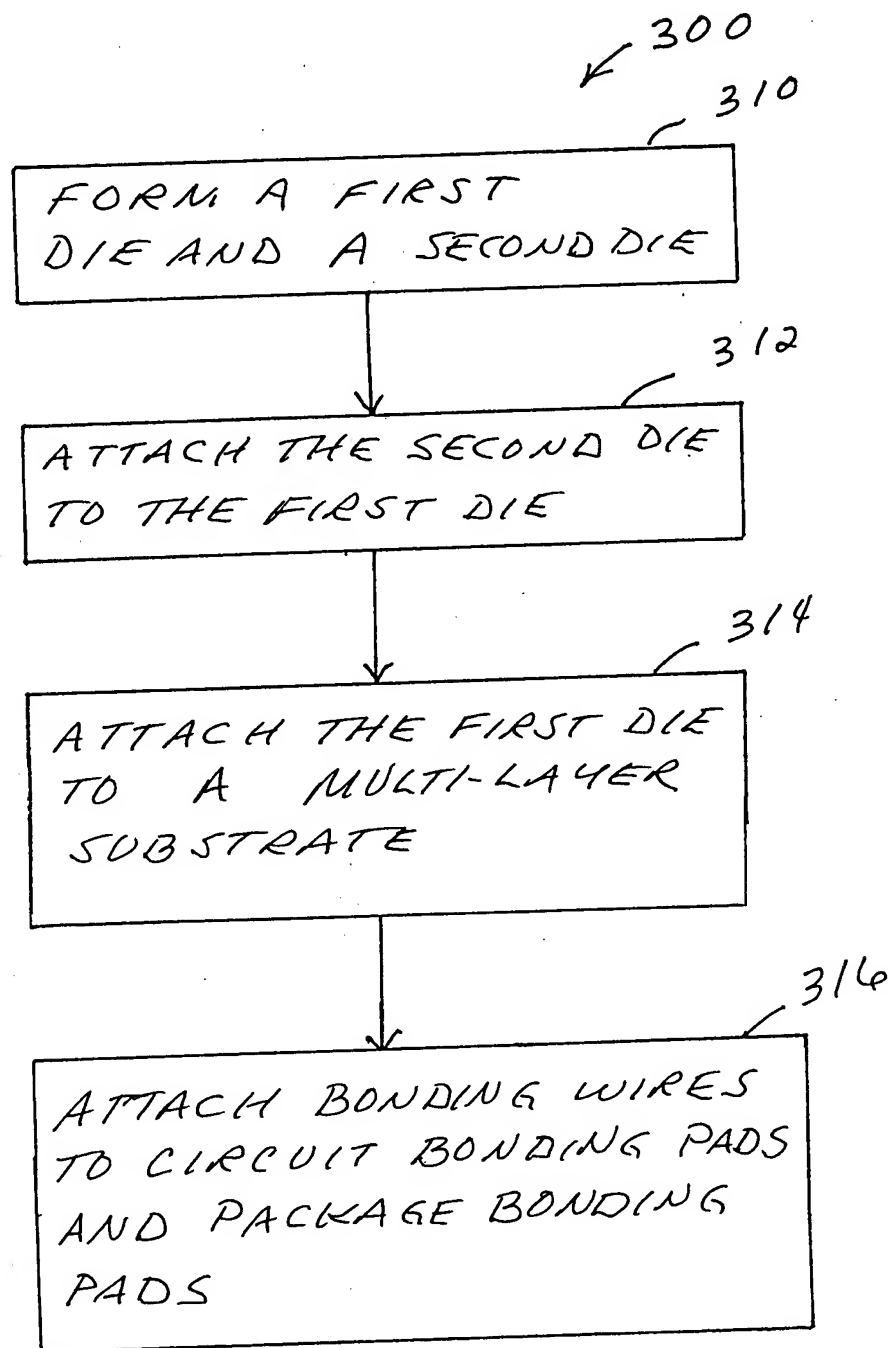 300
310
FORM A FIRST
DIE AND A SECOND DIE
312
ATTACH THE SECOND DIE
TO THE FIRST DIE
314
ATTACH THE FIRST DIE
TO A MULTI-LAYER
SUBSTRATE
316
ATTACH BONDING WIRES
TO CIRCUIT BONDING PADS
AND PACKAGE BONDING
PADS